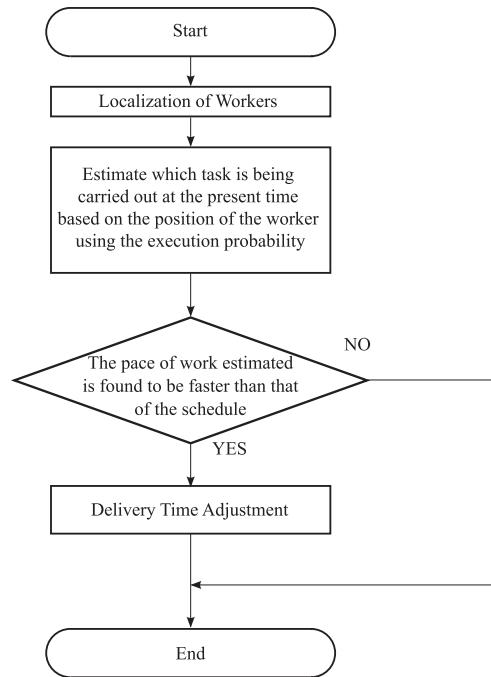 Start
Localization of Workers
Estimate which task is being
carried out at the present time
based on the position of the worker
using the execution probability
NO
The pace of work estimated
is found to be faster than that
of the schedule
YES
Delivery Time Adjustment
End